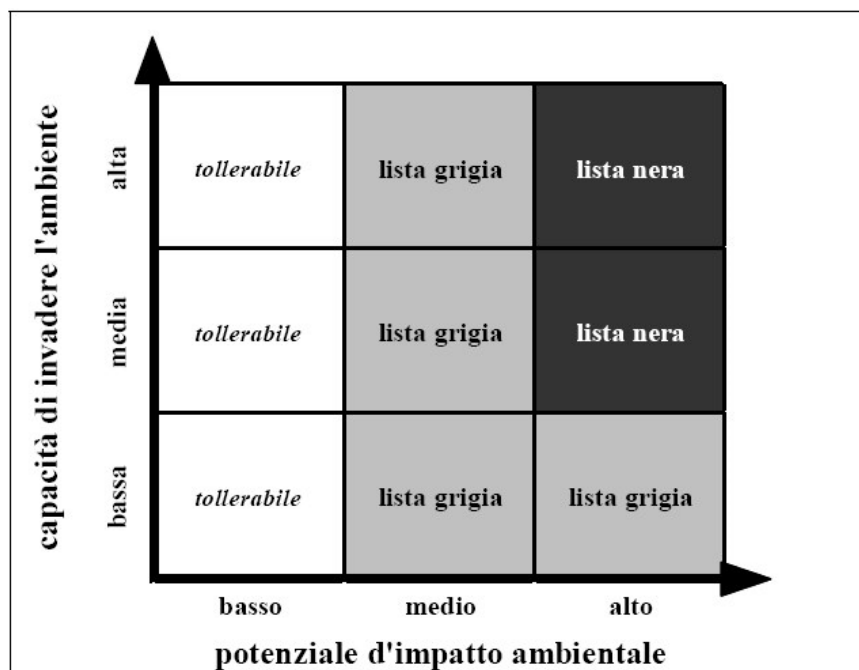 capacità di invadere l'ambiente
alta
tollerabile
lista grigia
lista nera
media
tollerabile
lista grigia
lista nera
bassa
tollerabile
lista grigia
lista grigia
basso
medio
alto
potenziale d'impatto ambientale